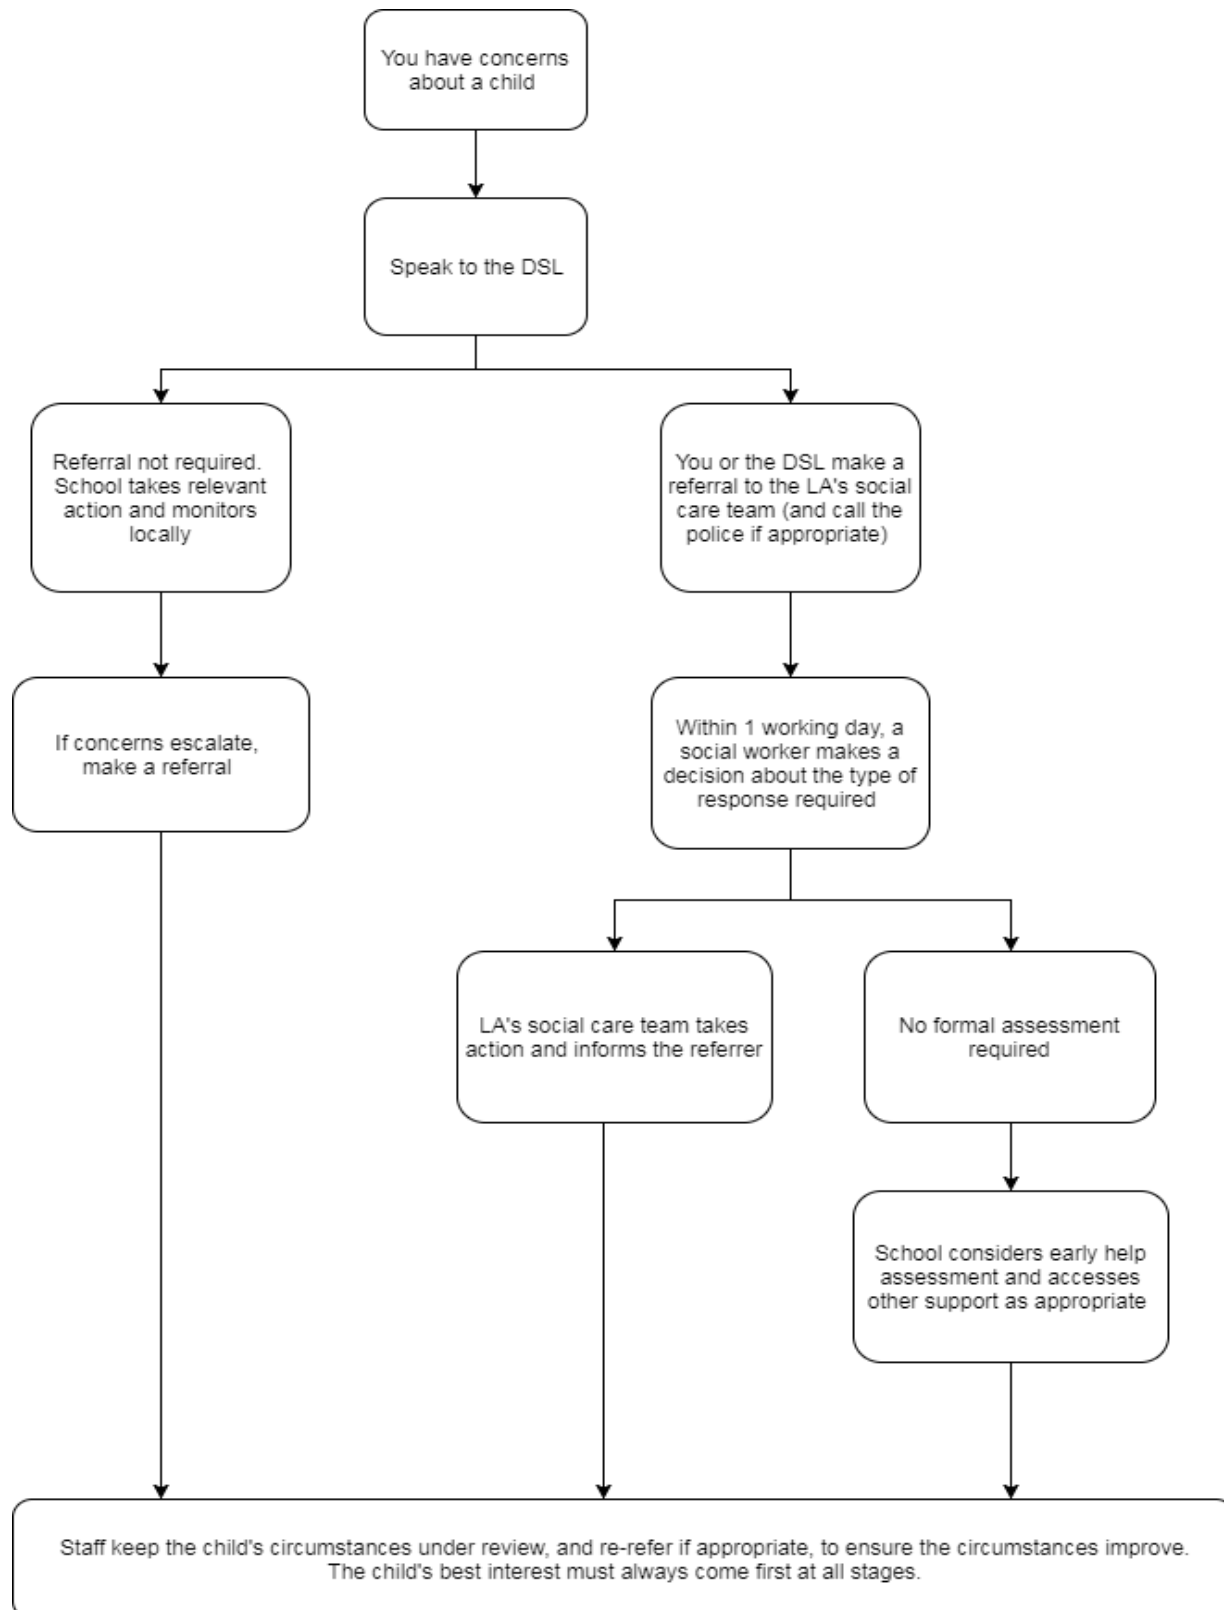 You have concerns
about a child
Speak to the DSL
Referral not required.
School takes relevant
action and monitors
locally
You or the DSL make a
referral to the LA's social
care team (and call the
police if appropriate)
If concerns escalate,
make a referral
Within 1 working day, a
social worker makes a
decision about the type of
response required
LA's social care team takes
action and informs the referrer
No formal assessment
required
School considers early help
assessment and accesses
other support as appropriate
Staff keep the child's circumstances under review, and re-refer if appropriate, to ensure the circumstances improve.
The child's best interest must always come first at all stages.